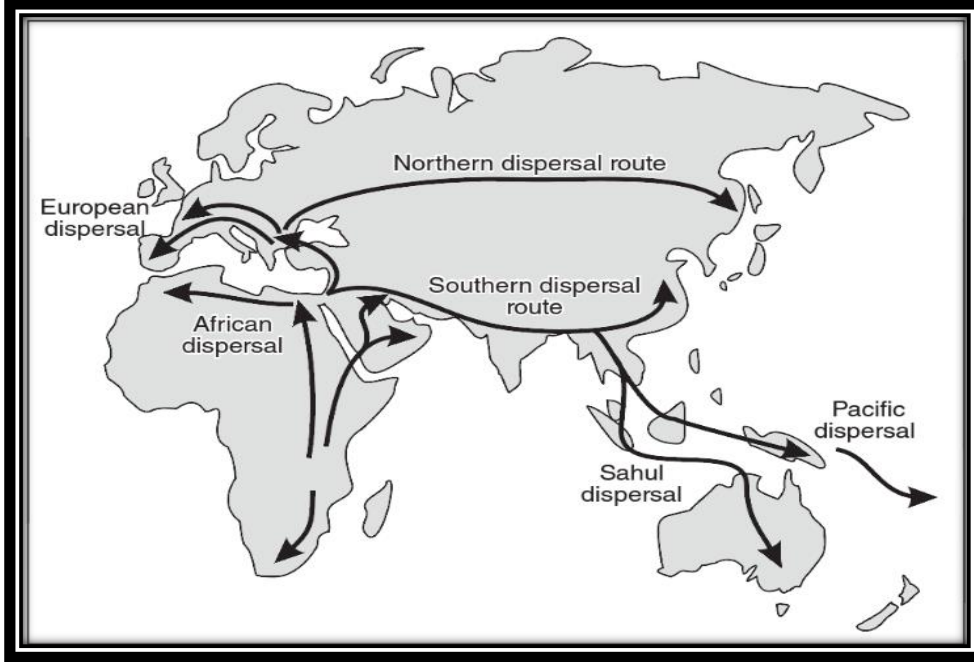 Northern dispersal route
European
dispersal
Southern dispersal
route
African
dispersal
Pacific
dispersal
Sahul
dispersal